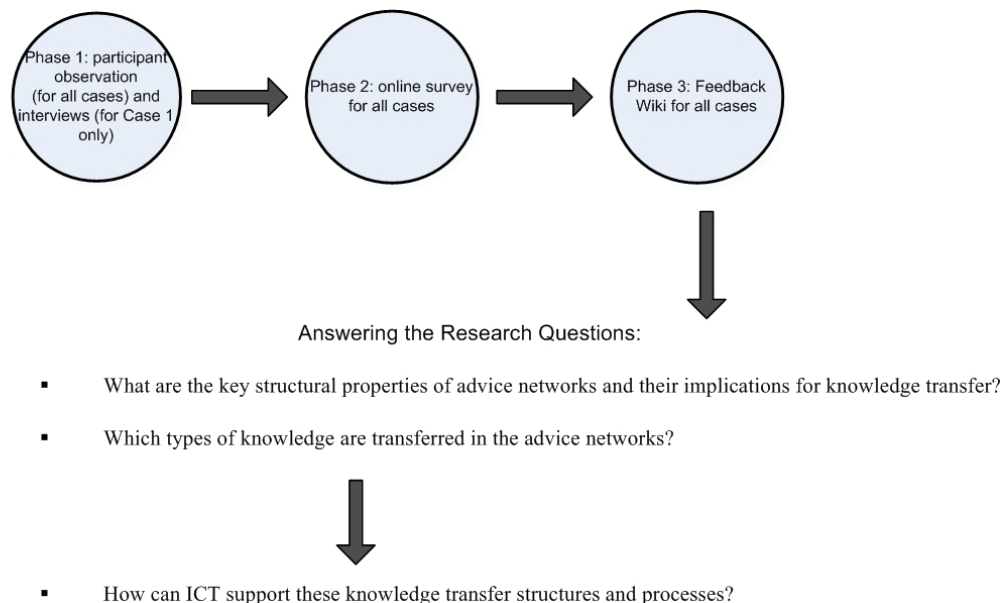 Phase 1: participant
observation
(for all cases) and
interviews (for Case 1
only)
Phase 2: online survey
for all cases
Phase 3: Feedback
Wiki for all cases
Answering the Research Questions:
▪ What are the key structural properties of advice networks and their implications for knowledge transfer?
▪ Which types of knowledge are transferred in the advice networks?
▪ How can ICT support these knowledge transfer structures and processes?